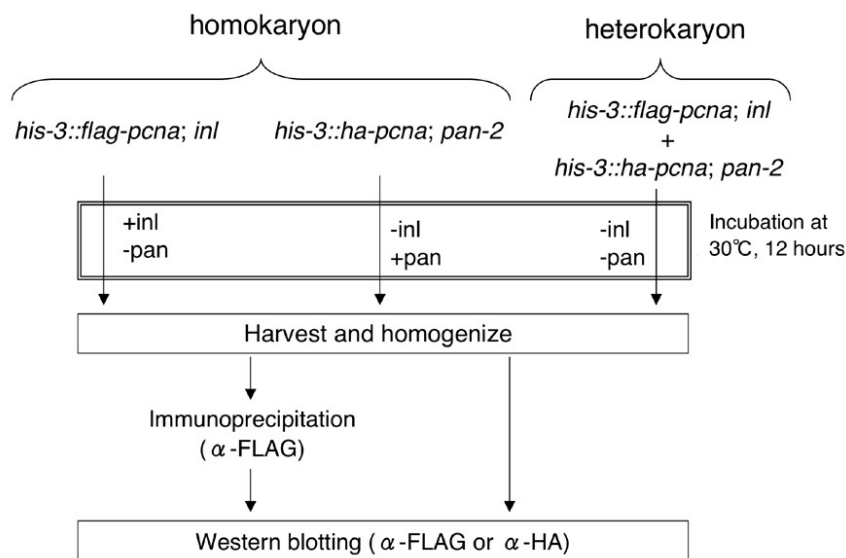 homokaryon
heterokaryon
his-3::flag-pcna; inl
his-3::ha-pcna; pan-2
his-3::flag-pcna; inl
+
his-3::ha-pcna; pan-2
+inl
-pan
-inl
+pan
-inl
-pan
Incubation at
30℃, 12 hours
Harvest and homogenize
Immunoprecipitation
(α-FLAG)
Western blotting (α-FLAG or α-HA)